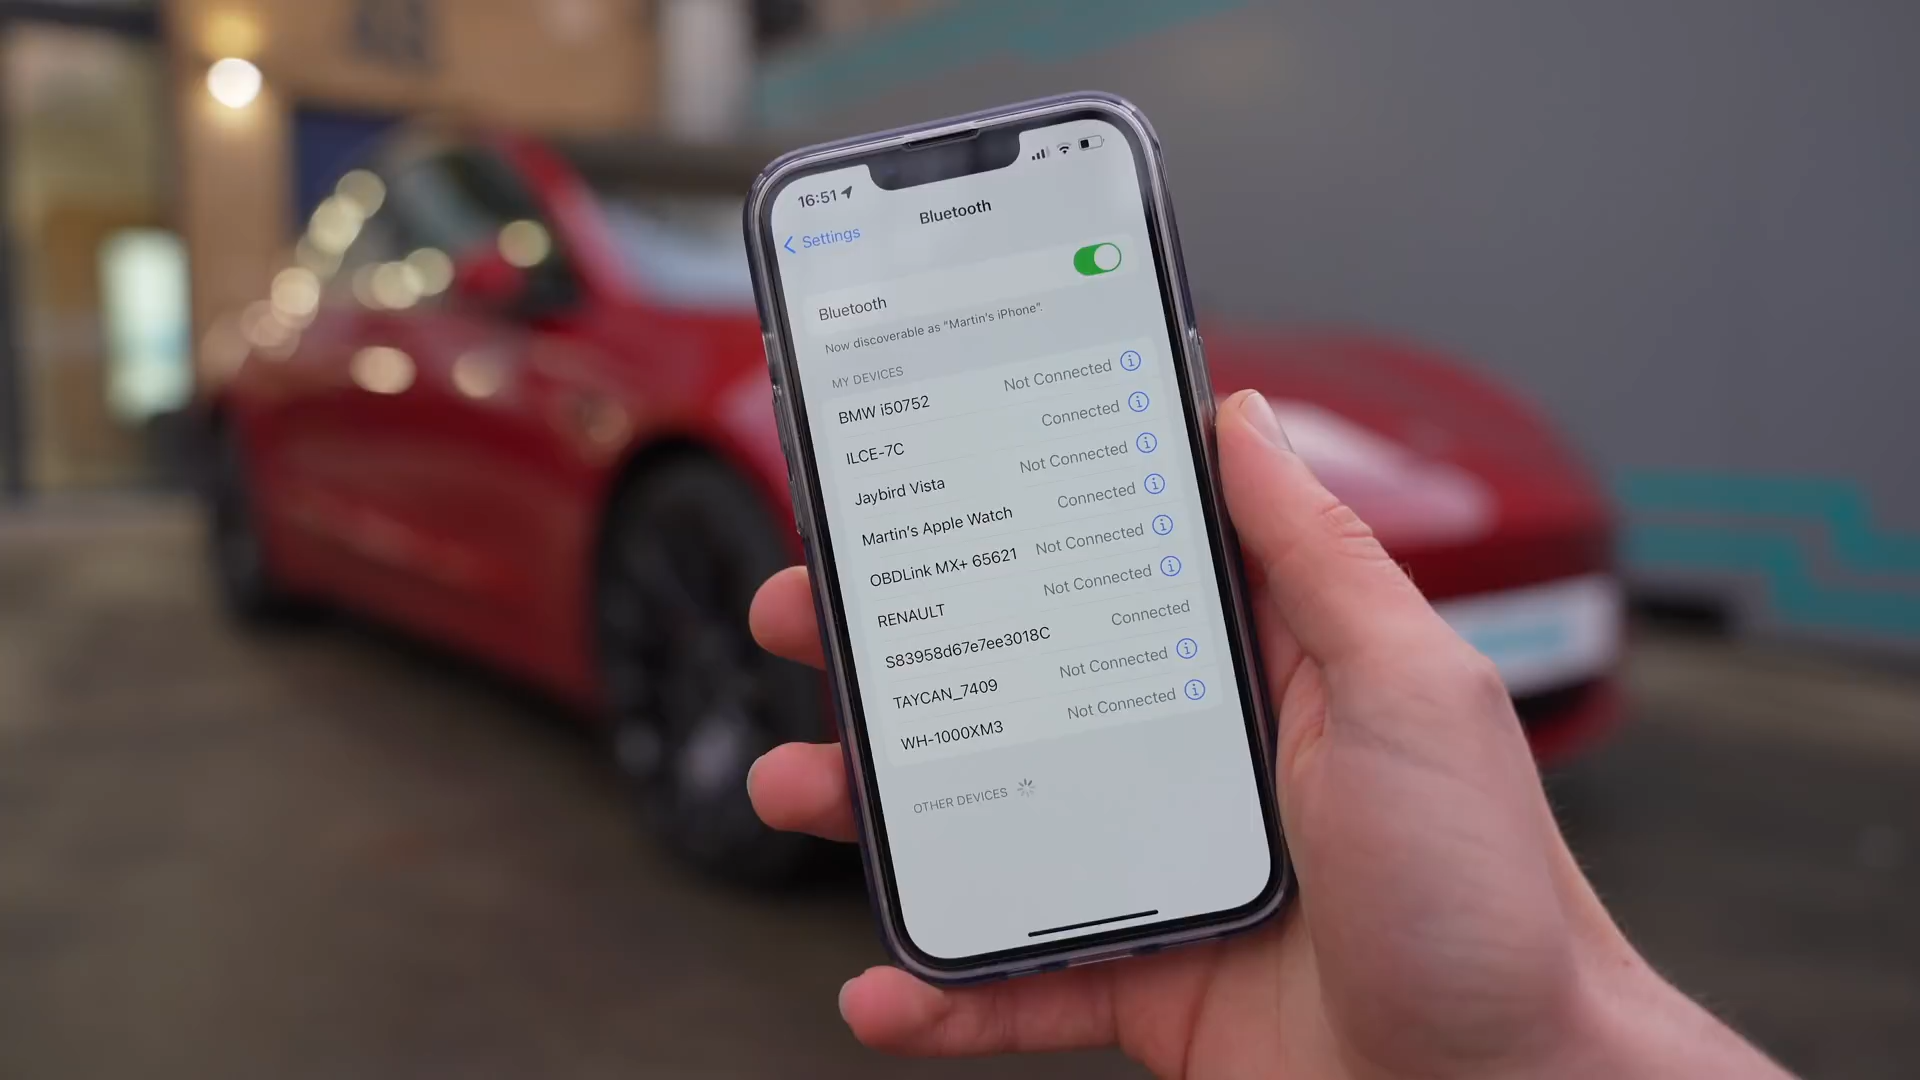 16:51
Settings
Bluetooth
Bluetooth
Now discoverable as "Martin's iPhone".
MY DEVICES
BMW i50752 Not Connected
ILCE-7C Connected
Jaybird Vista Not Connected
Martin's Apple Watch Connected
OBDLink MX+ 65621 Not Connected
RENAULT Not Connected
S83958d67e7ee3018C Connected
TAYCAN_7409 Not Connected
WH-1000XM3 Not Connected
OTHER DEVICES